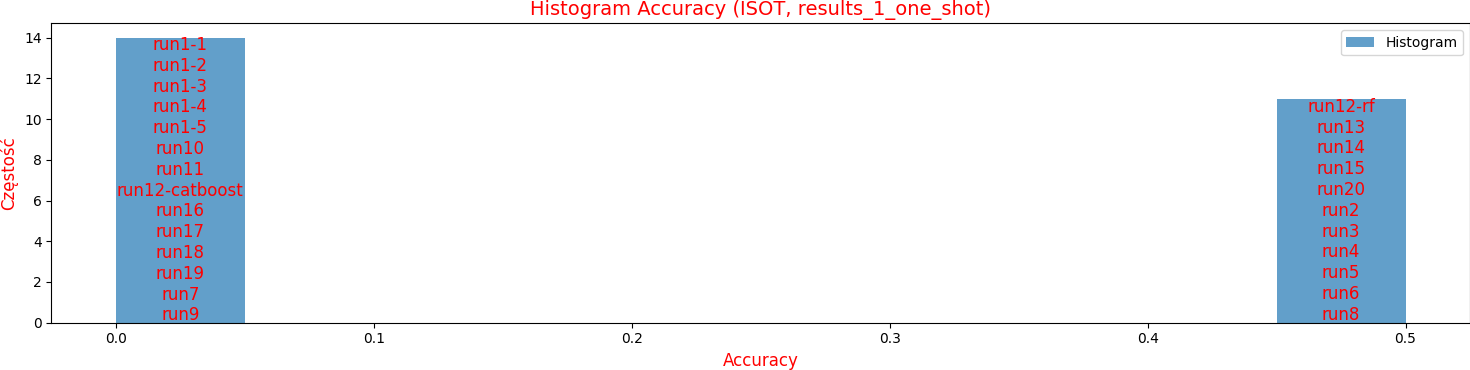 Histogram Accuracy (ISOT, results_1_one_shot)
Histogram
Częstość
14
12
10
8
6
4
2
0
run1-1
run1-2
run1-3
run1-4
run1-5
run10
run11
run12-catboost
run16
run17
run18
run19
run7
run9
run12-rf
run13
run14
run15
run20
run2
run3
run4
run5
run6
run8
0.0 0.1 0.2 0.3 0.4 0.5
Accuracy